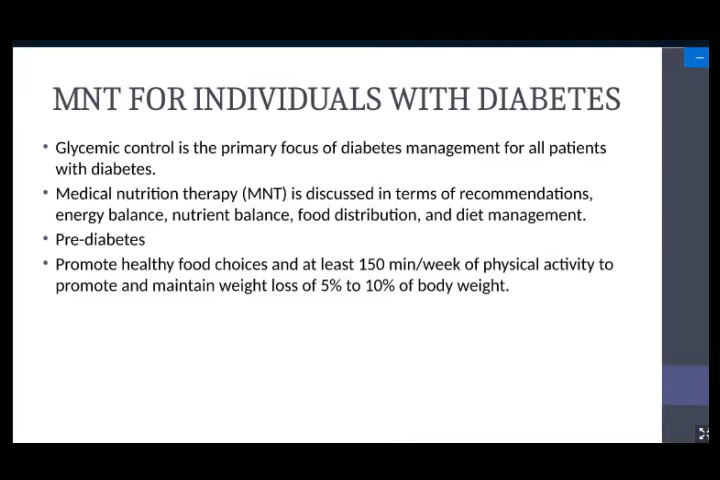 MNT FOR INDIVIDUALS WITH DIABETES
• Glycemic control is the primary focus of diabetes management for all patients
with diabetes.
• Medical nutrition therapy (MNT) is discussed in terms of recommendations,
energy balance, nutrient balance, food distribution, and diet management.
• Pre-diabetes
• Promote healthy food choices and at least 150 min/week of physical activity to
promote and maintain weight loss of 5% to 10% of body weight.